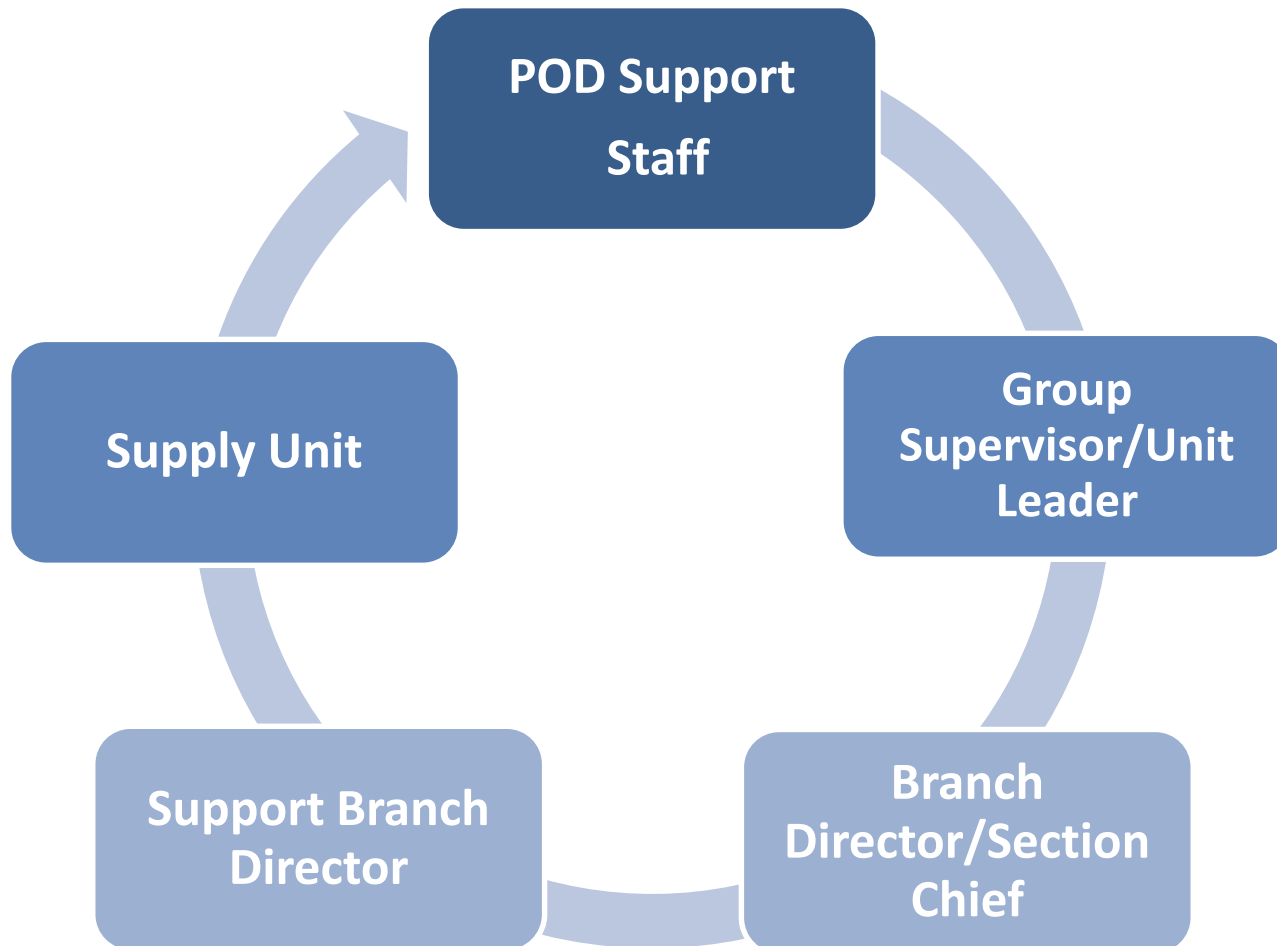 POD Support
Staff
Group
Supervisor/Unit
Leader
Branch
Director/Section
Chief
Support Branch
Director
Supply Unit